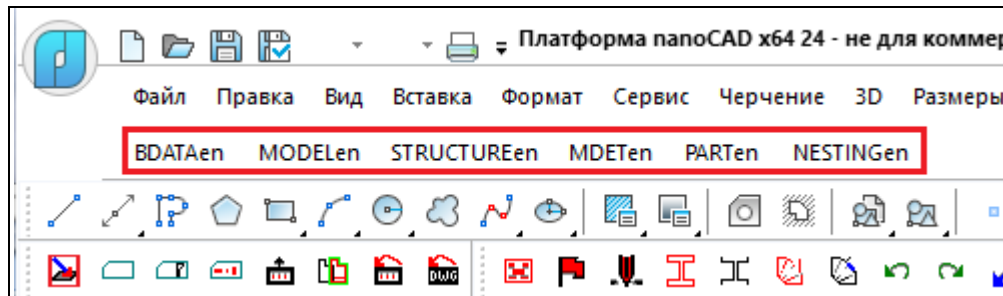 Платформа nanoCAD x64 24 - не для коммер
Файл Правка Вид Вставка Формат Сервис Черчение 3D Размеры
BDATAen MODELen STRUCTUREen MDETen PARTen NESTINGen
DWG